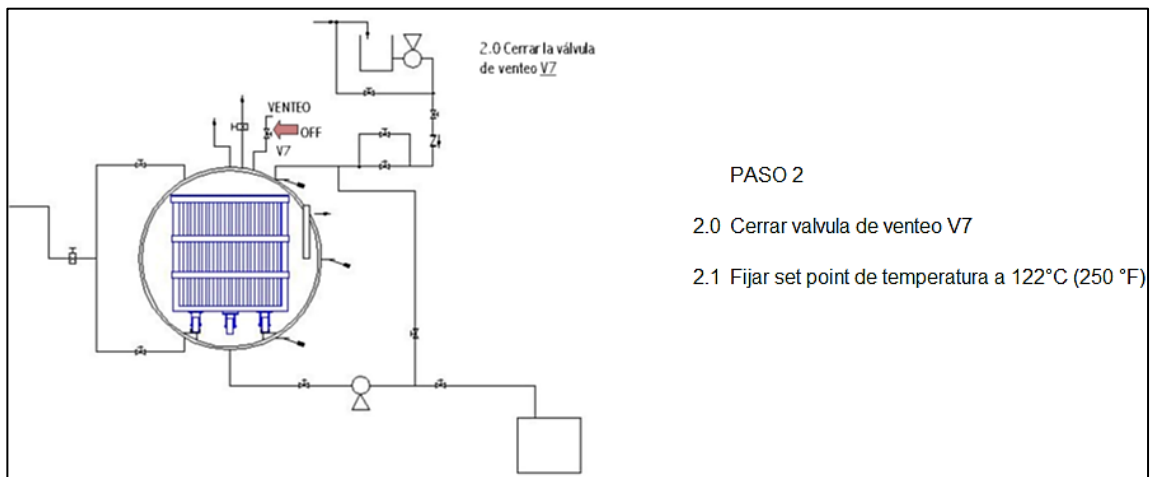 2.0 Cerrar la válvula
de venteo V7
VENTEO
OFF
V7
PASO 2
2.0 Cerrar valvula de venteo V7
2.1 Fijar set point de temperatura a 122°C (250 °F)